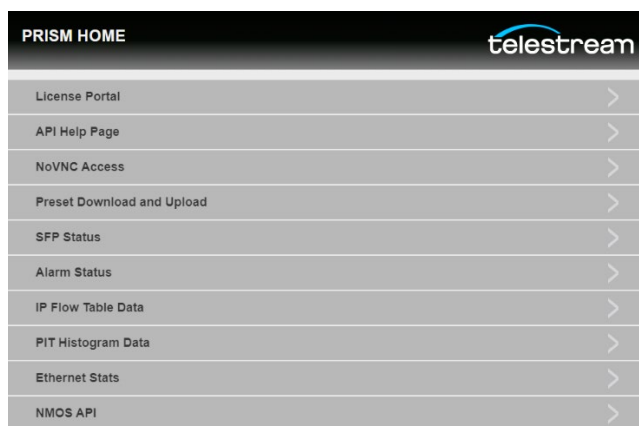 PRISM HOME
telestream
License Portal
API Help Page
NoVNC Access
Preset Download and Upload
SFP Status
Alarm Status
IP Flow Table Data
PIT Histogram Data
Ethernet Stats
NMOS API